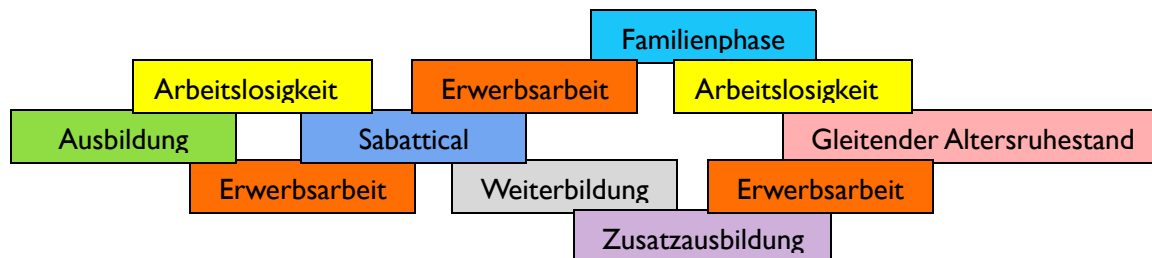 Familienphase
Arbeitslosigkeit Erwerbsarbeit Arbeitslosigkeit
Ausbildung Sabattical Gleitender Altersruhestand
Erwerbsarbeit Weiterbildung Erwerbsarbeit
Zusatzausbildung